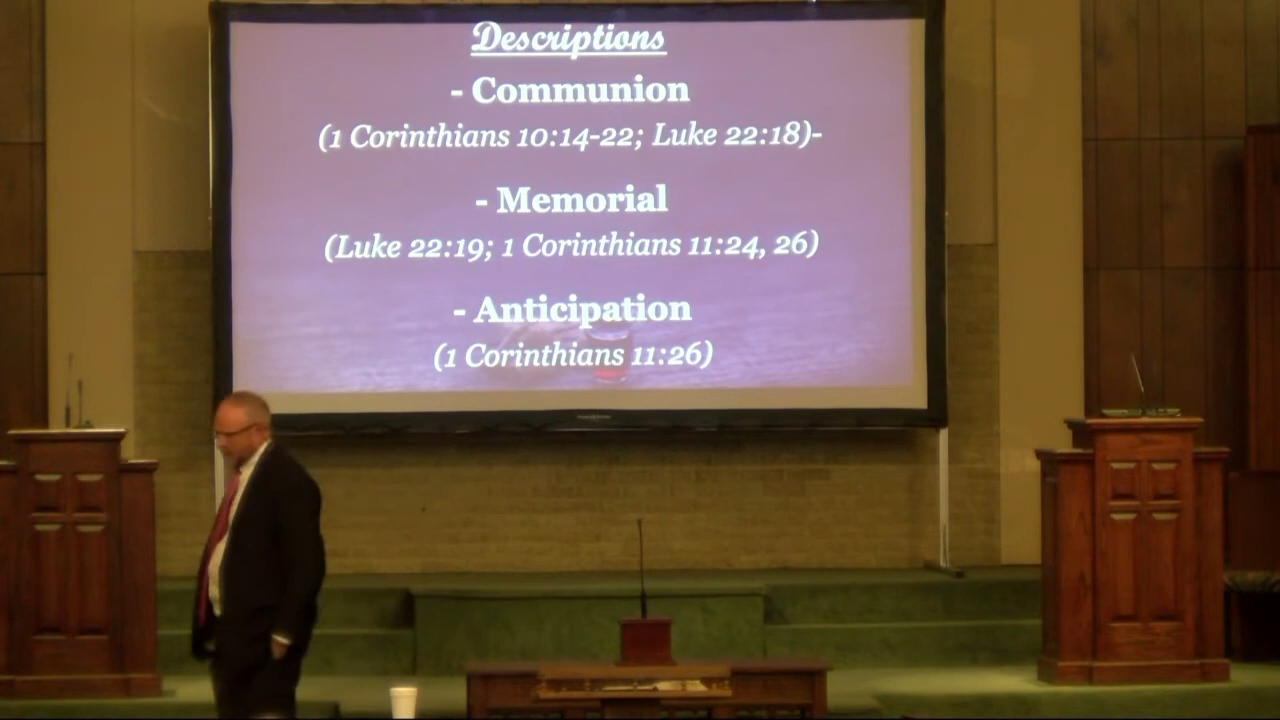 Descriptions
- Communion
(1 Corinthians 10:14-22; Luke 22:18)-
- Memorial
(Luke 22:19; 1 Corinthians 11:24, 26)
- Anticipation
(1 Corinthians 11:26)